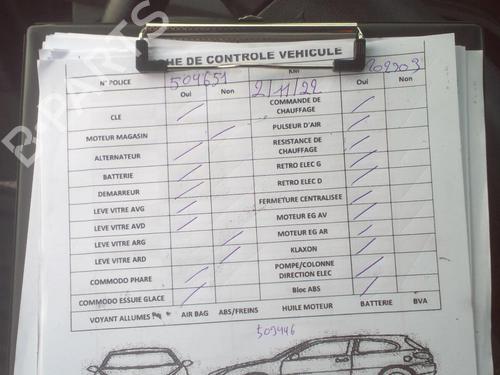 HE DE CONTROLE VEHICULE
N° POLICE 509651 KM 202903
Oui Non 2/11/22 Oui Non
CLE COMMANDE DE CHAUFFAGE
MOTEUR MAGASIN PULSEUR D'AIR
ALTERNATEUR RESISTANCE DE CHAUFFAGE
BATTERIE RETRO ELEC G
DEMARREUR RETRO ELEC D
LEVE VITRE AVG FERMETURE CENTRALISEE
LEVE VITRE AVD MOTEUR EG AV
LEVE VITRE ARG MOTEUR EG AR
LEVE VITRE ARD KLAXON
COMMODO PHARE POMPE/COLONNE DIRECTION ELEC
COMMODO ESSUIE GLACE Bloc ABS
VOYANT ALLUMES AIR BAG ABS/FREINS HUILE MOTEUR BATTERIE BVA
509446